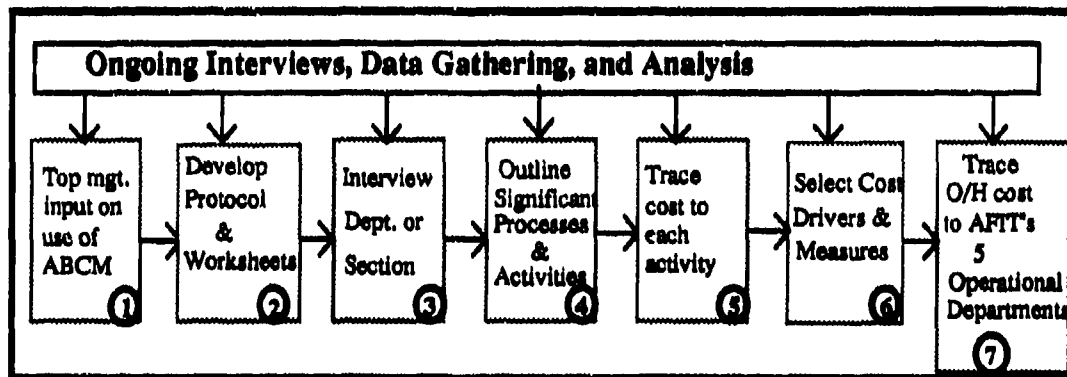 Ongoing Interviews, Data Gathering, and Analysis
Top mgt.
input on
use of
ABCM
1
Develop
Protocol
&
Worksheets
2
Interview
Dept. or
Section
3
Outline
Significant
Processes
&
Activities
4
Trace
cost to
each
activity
5
Select Cost
Drivers &
Measures
6
Trace
O/H cost
to AFIT's
5
Operational
Departments
7